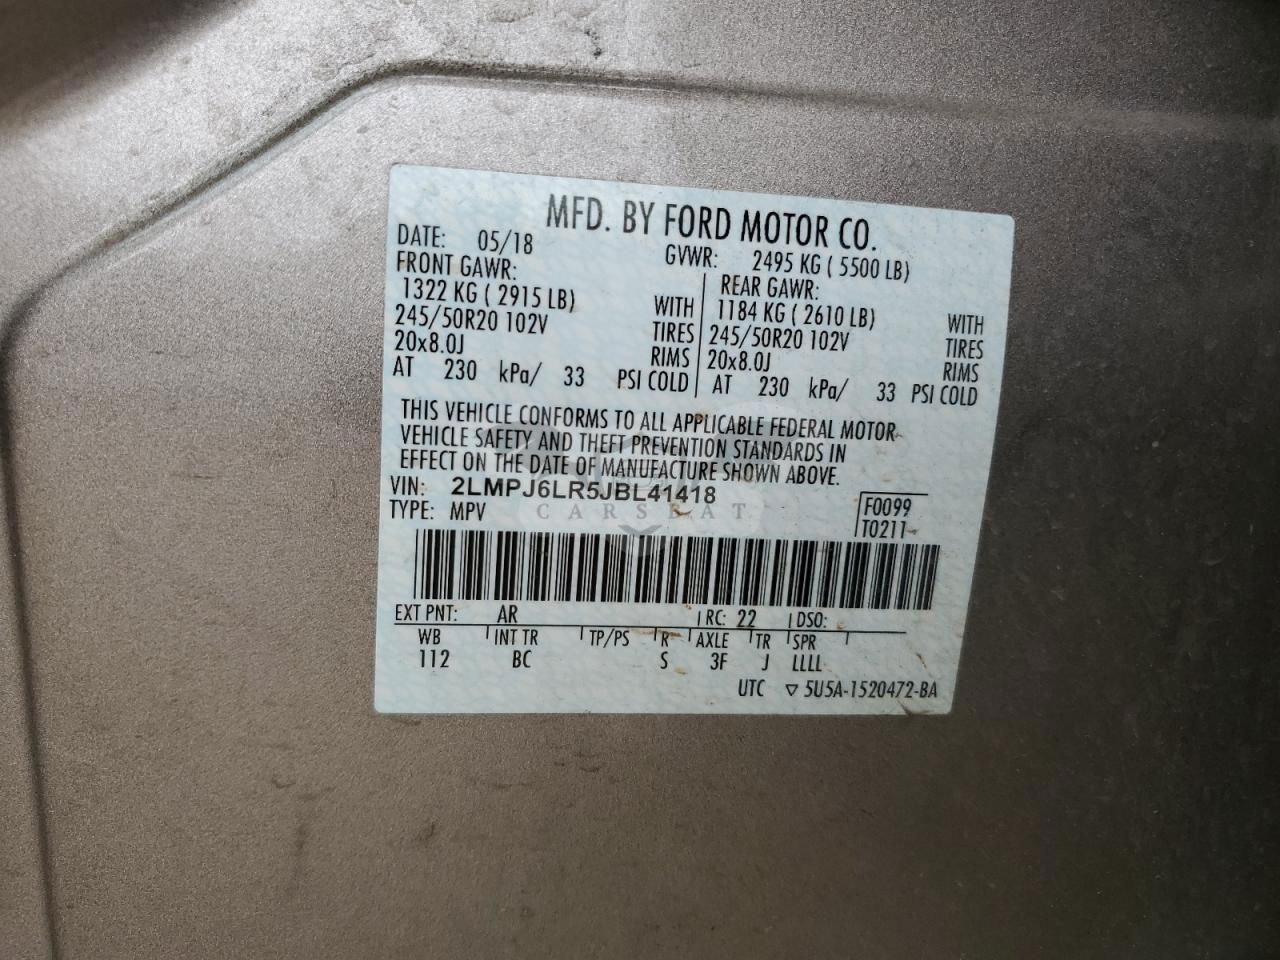 MFD. BY FORD MOTOR CO.
DATE: 05/18 GVWR: 2495 KG ( 5500 LB)
FRONT GAWR: REAR GAWR:
1322 KG ( 2915 LB) WITH 1184 KG ( 2610 LB) WITH
245/50R20 102V TIRES 245/50R20 102V TIRES
20x8.0J RIMS 20x8.0J RIMS
AT 230 kPa/ 33 PSI COLD AT 230 kPa/ 33 PSI COLD
THIS VEHICLE CONFORMS TO ALL APPLICABLE FEDERAL MOTOR
VEHICLE SAFETY AND THEFT PREVENTION STANDARDS IN
EFFECT ON THE DATE OF MANUFACTURE SHOWN ABOVE.
VIN: 2LMPJ6LR5JBL41418 F0099
TYPE: MPV T0211
CARSEAT
EXT PNT: AR RC: 22 DSO:
WB INT TR TP/PS R AXLE TR SPR
112 BC S 3F J LLLL
UTC ▽ 5U5A-1520472-BA